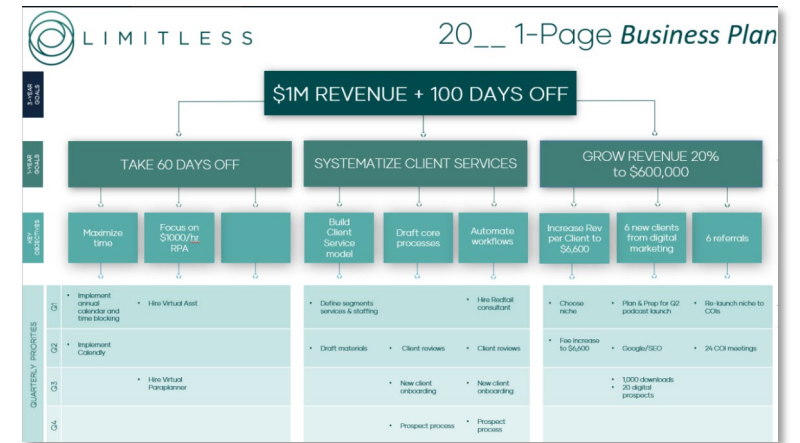 LIMITLESS
20__ 1-Page Business Plan
3-YEAR
GOALS
$1M REVENUE + 100 DAYS OFF
1-YEAR
GOALS
TAKE 60 DAYS OFF
SYSTEMATIZE CLIENT SERVICES
GROW REVENUE 20%
to $600,000
KEY
OBJECTIVES
Maximize
time
Focus on
$1000/hr
RPA
Build
Client
Service
model
Draft core
processes
Automate
workflows
Increase Rev
per Client to
$6,600
6 new clients
from digital
marketing
6 referrals
QUARTERLY PRIORITIES
Q1
• Implement
annual
calendar and
time blocking
• Hire Virtual Asst
• Define segments
services & staffing
• Hire Redtail
consultant
• Choose
niche
• Plan & Prep for Q2
podcast launch
• Re-launch niche to
COIs
Q2
• Implement
Calendly
• Draft materials
• Client reviews
• Client reviews
• Fee increase
to $6,600
• Google/SEO
• 24 COI meetings
Q3
• Hire Virtual
Paraplanner
• New client
onboarding
• New client
onboarding
• 1,000 downloads
• 20 digital
prospects
Q4
• Prospect process
• Prospect
process